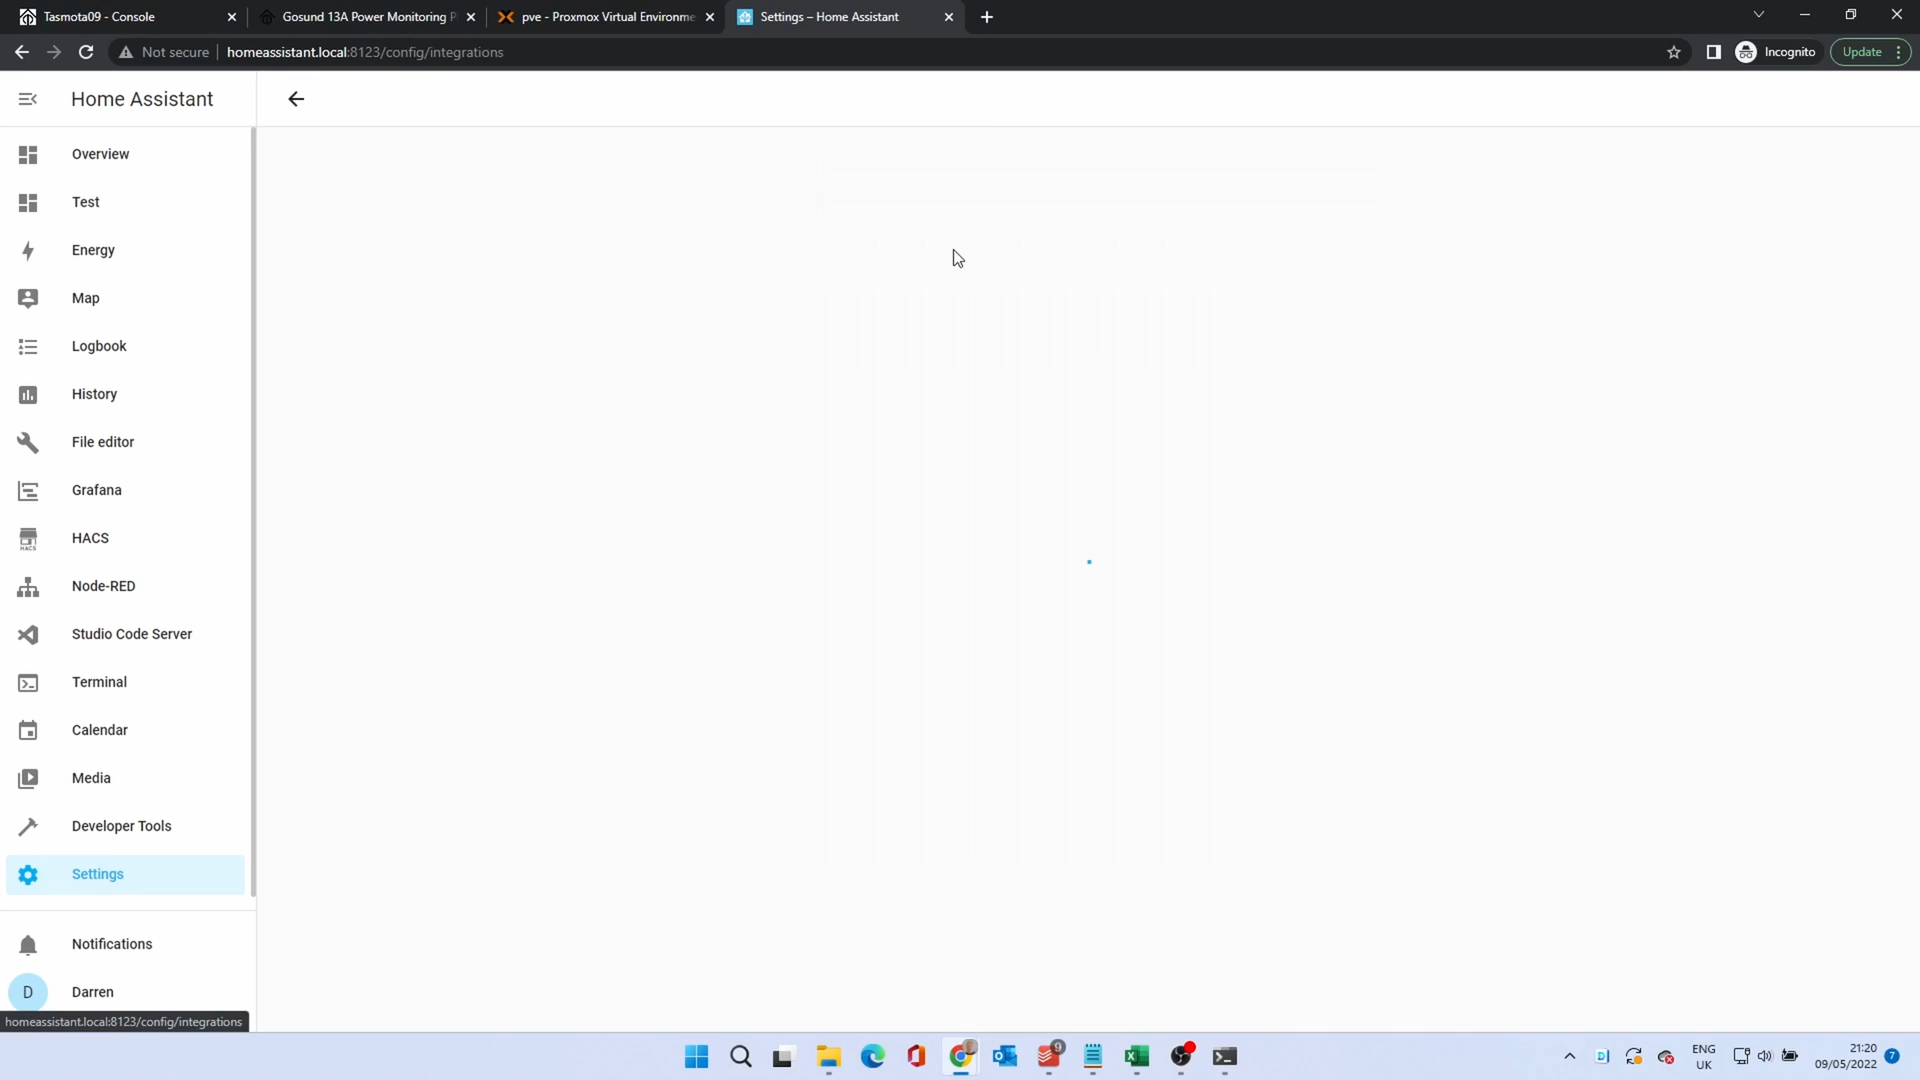 Tasmota09 - Console
Gosund 13A Power Monitoring P
pve - Proxmox Virtual Environme
Settings – Home Assistant
Not secure
homeassistant.local:8123/config/integrations
Incognito
Update
Home Assistant
Overview
Test
Energy
Map
Logbook
History
File editor
Grafana
HACS
HACS
Node-RED
Studio Code Server
Terminal
Calendar
Media
Developer Tools
Settings
Notifications
D
Darren
homeassistant.local:8123/config/integrations
9
ENG
UK
21:20
09/05/2022
7